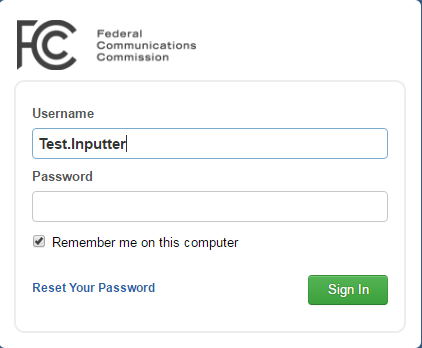 FCC
Federal
Communications
Commission
Username
Test.Inputter
Password
Remember me on this computer
Reset Your Password
Sign In